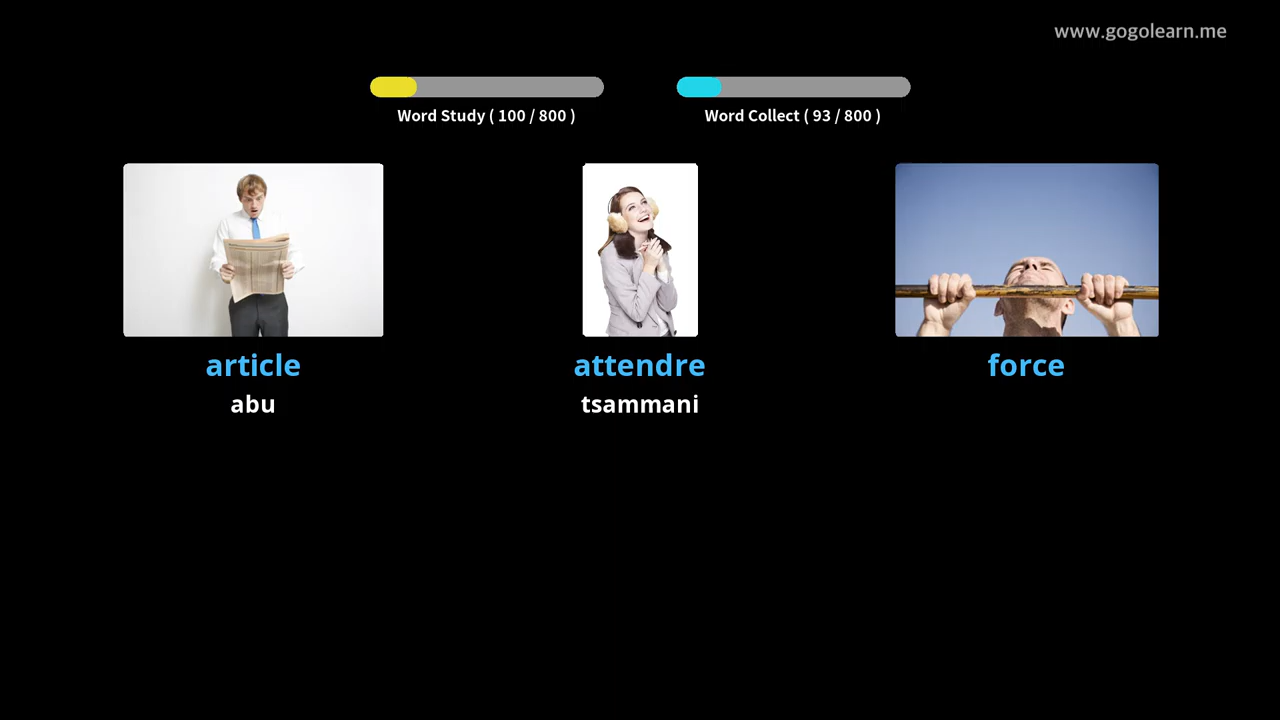 www.gogolearn.me
Word Study ( 100 / 800 )
Word Collect ( 93 / 800 )
article
abu
attendre
tsammani
force